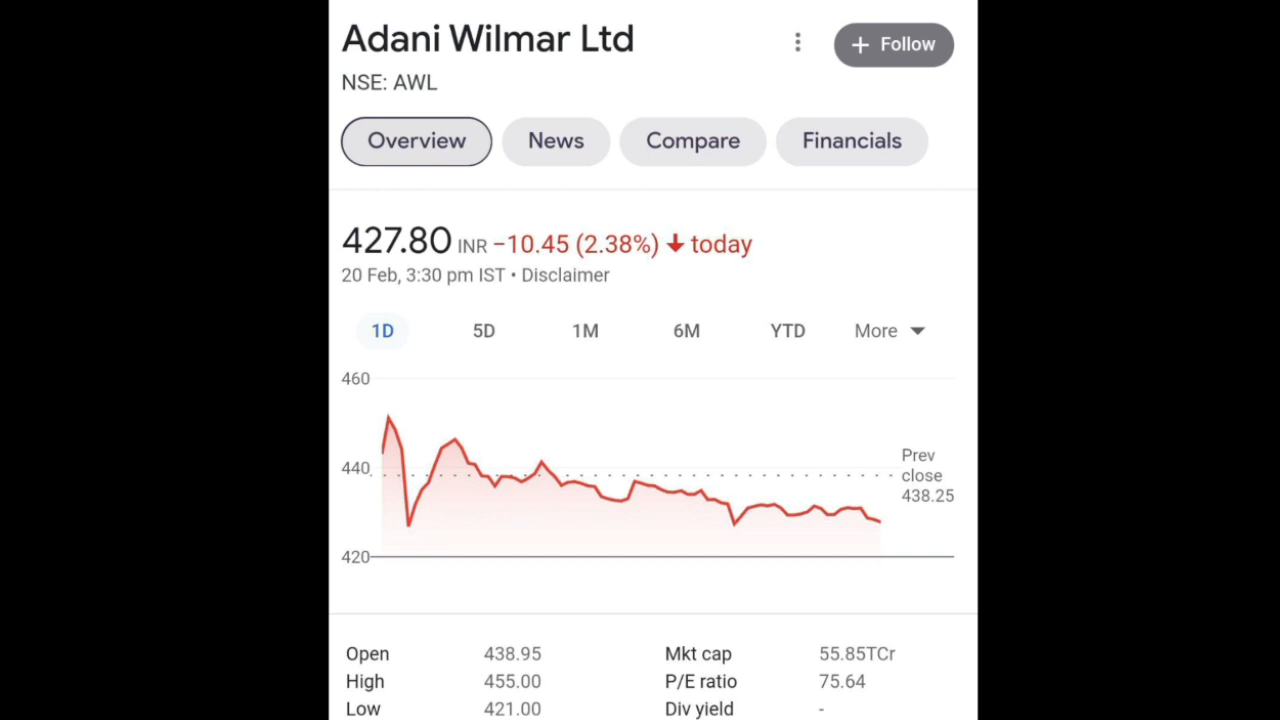 Adani Wilmar Ltd
+ Follow
NSE: AWL
Overview News Compare Financials
427.80 INR −10.45 (2.38%) ↓ today
20 Feb, 3:30 pm IST • Disclaimer
1D 5D 1M 6M YTD More
460
440
420
Prev
close
438.25
Open 438.95 Mkt cap 55.85TCr
High 455.00 P/E ratio 75.64
Low 421.00 Div yield -